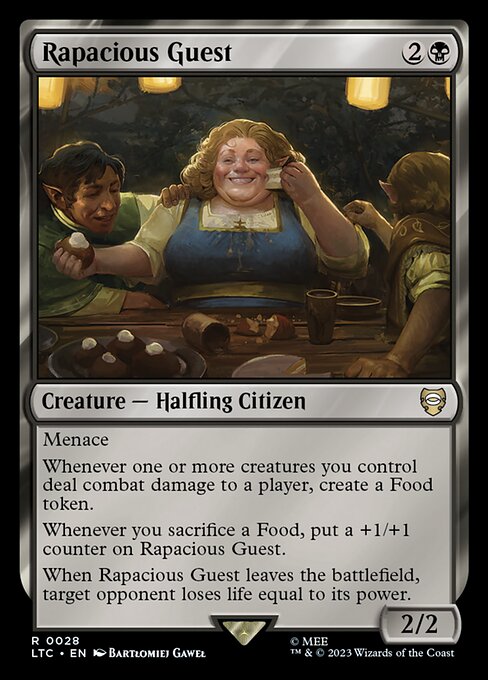 Rapacious Guest 2
Creature — Halfling Citizen
Menace
Whenever one or more creatures you control
deal combat damage to a player, create a Food
token.
Whenever you sacrifice a Food, put a +1/+1
counter on Rapacious Guest.
When Rapacious Guest leaves the battlefield,
target opponent loses life equal to its power.
2/2
R 0028
LTC • EN Bartłomiej Gaweł
© MEE
™ & © 2023 Wizards of the Coast